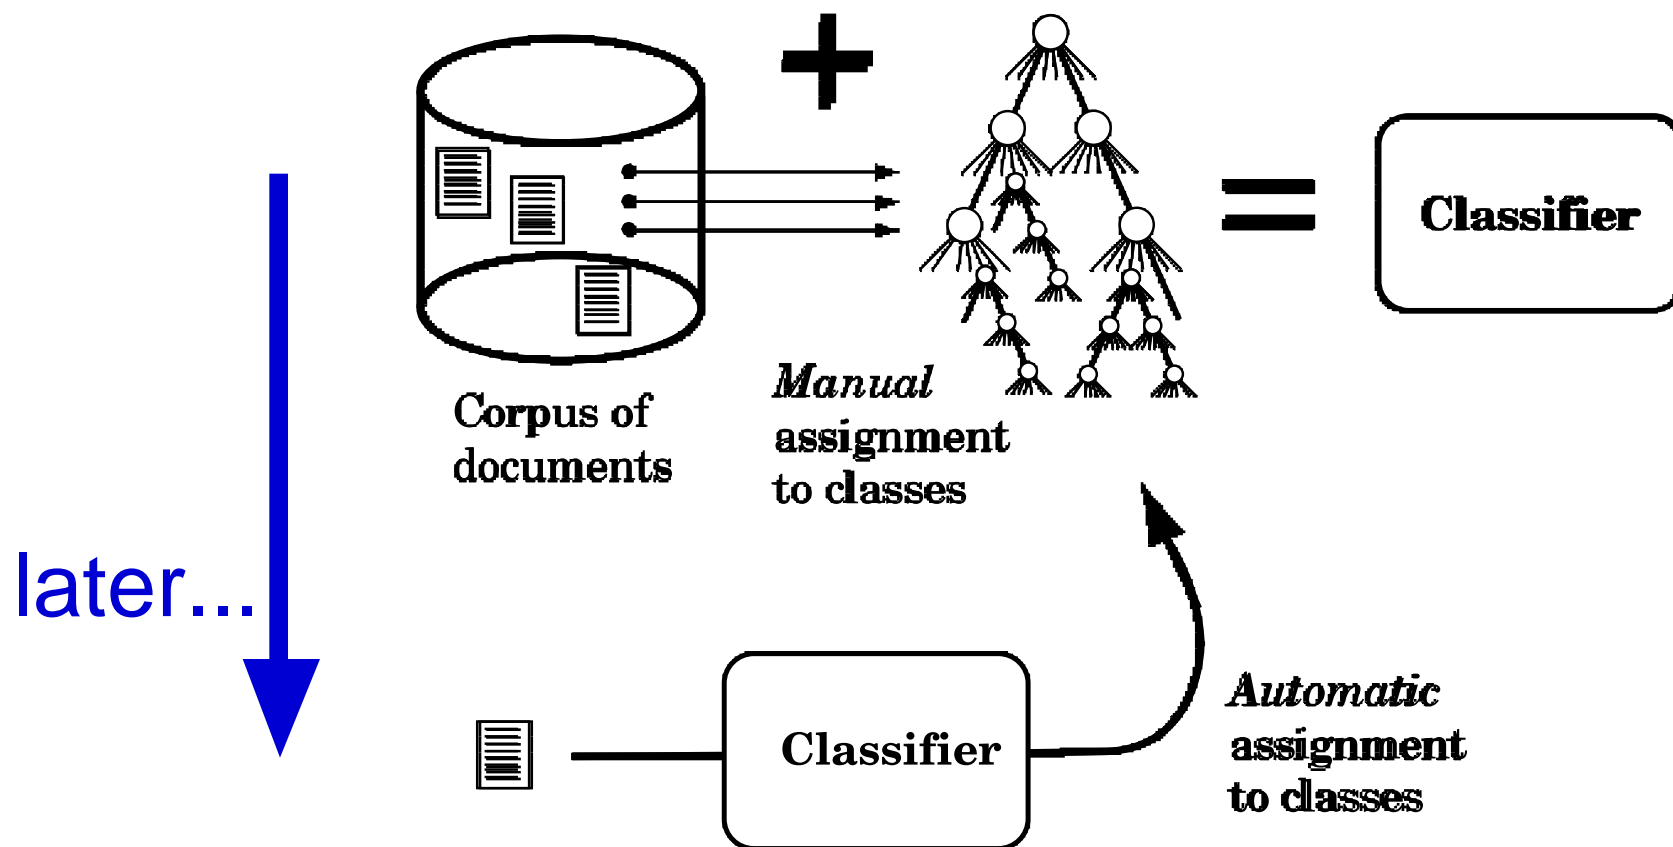 Classifier
Corpus of
documents
Manual
assignment
to classes
later...
Classifier
Automatic
assignment
to classes